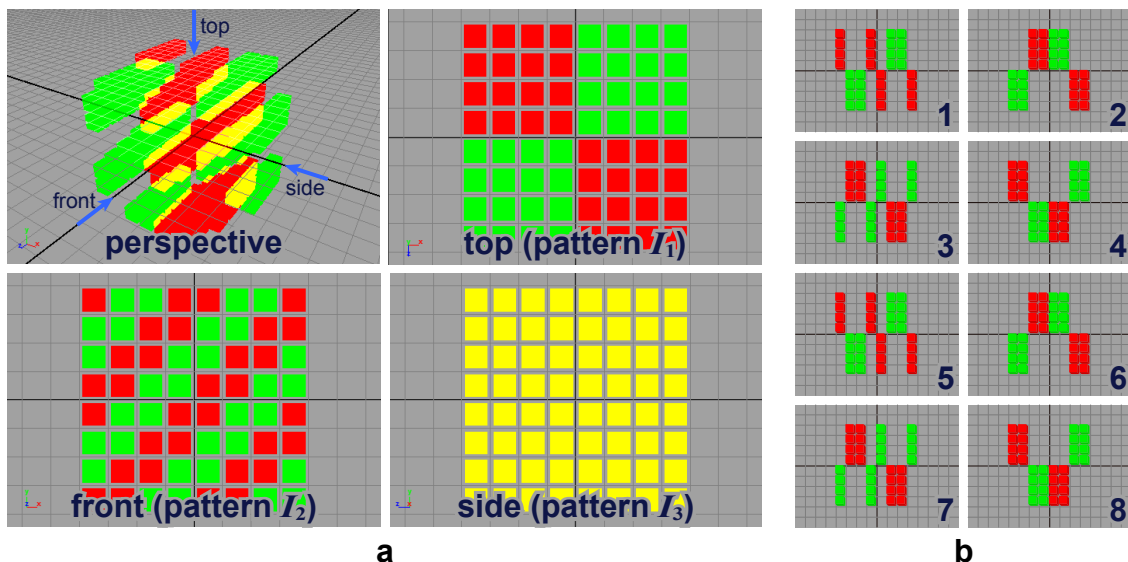 top
front
side
perspective
top (pattern I1)
front (pattern I2)
side (pattern I3)
a
1
2
3
4
5
6
7
8
b